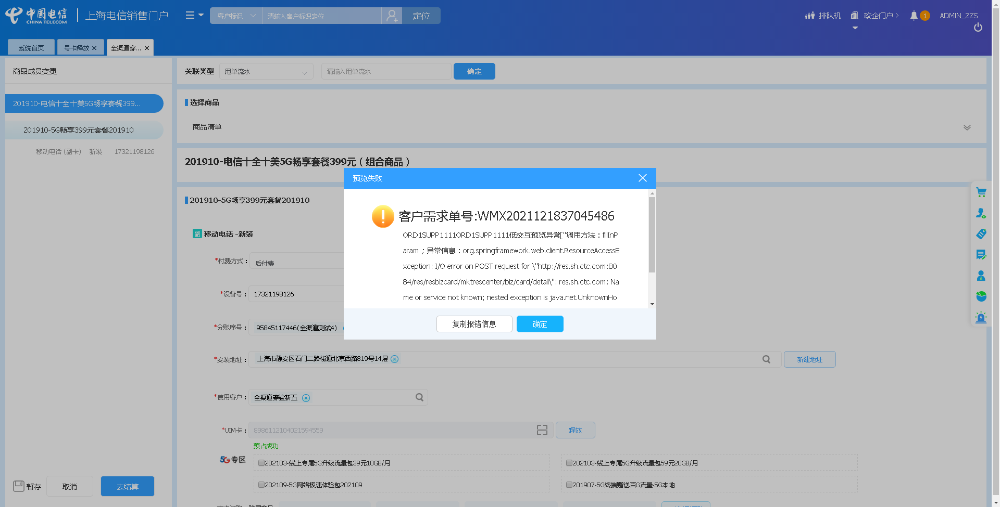 中国电信
CHINA TELECOM
上海电信销售门户
客户标识
请输入客户标识定位
定位
排队机
政企门户
1
ADMIN_ZZS
系统首页
号卡释放
全渠道穿...
商品成员变更
201910-电信十全十美5G畅享套餐399...
201910-5G畅享399元套餐201910
移动电话 (副卡) 新装 17321198126
暂存
取消
去结算
关联类型
甩单流水
请输入甩单流水
确定
选择商品
商品清单
201910-电信十全十美5G畅享套餐399元 ( 组合商品 )
201910-5G畅享399元套餐201910
副 移动电话 -新装
*付费方式： 后付费
*设备号： 17321198126
*分账序号： 95845117446(全渠道测试4)
*安装地址： 上海市静安区石门二路街道北京西路819号14层
新建地址
*使用客户： 全渠道穿验新五
*UIM卡： 8986112104021594559
释放
预占成功
5G专区
202103-线上专属5G升级流量包39元10GB/月
202103-线上专属5G升级流量包59元20GB/月
202109-5G网络极速体验包202109
201907-5G终端赠送百G流量-5G本地
预览失败
客户需求单号:WMX2021121837045486
ORD1SUPP1111ORD1SUPP1111低交互预览异常["调用方法：fillInP
aram；异常信息：org.springframework.web.client.ResourceAccessE
xception: I/O error on POST request for \"http://res.sh.ctc.com:80
84/res/resbizcard/mktrescenter/biz/card/detail\": res.sh.ctc.com: Na
me or service not known; nested exception is java.net.UnknownHo
复制报错信息
确定